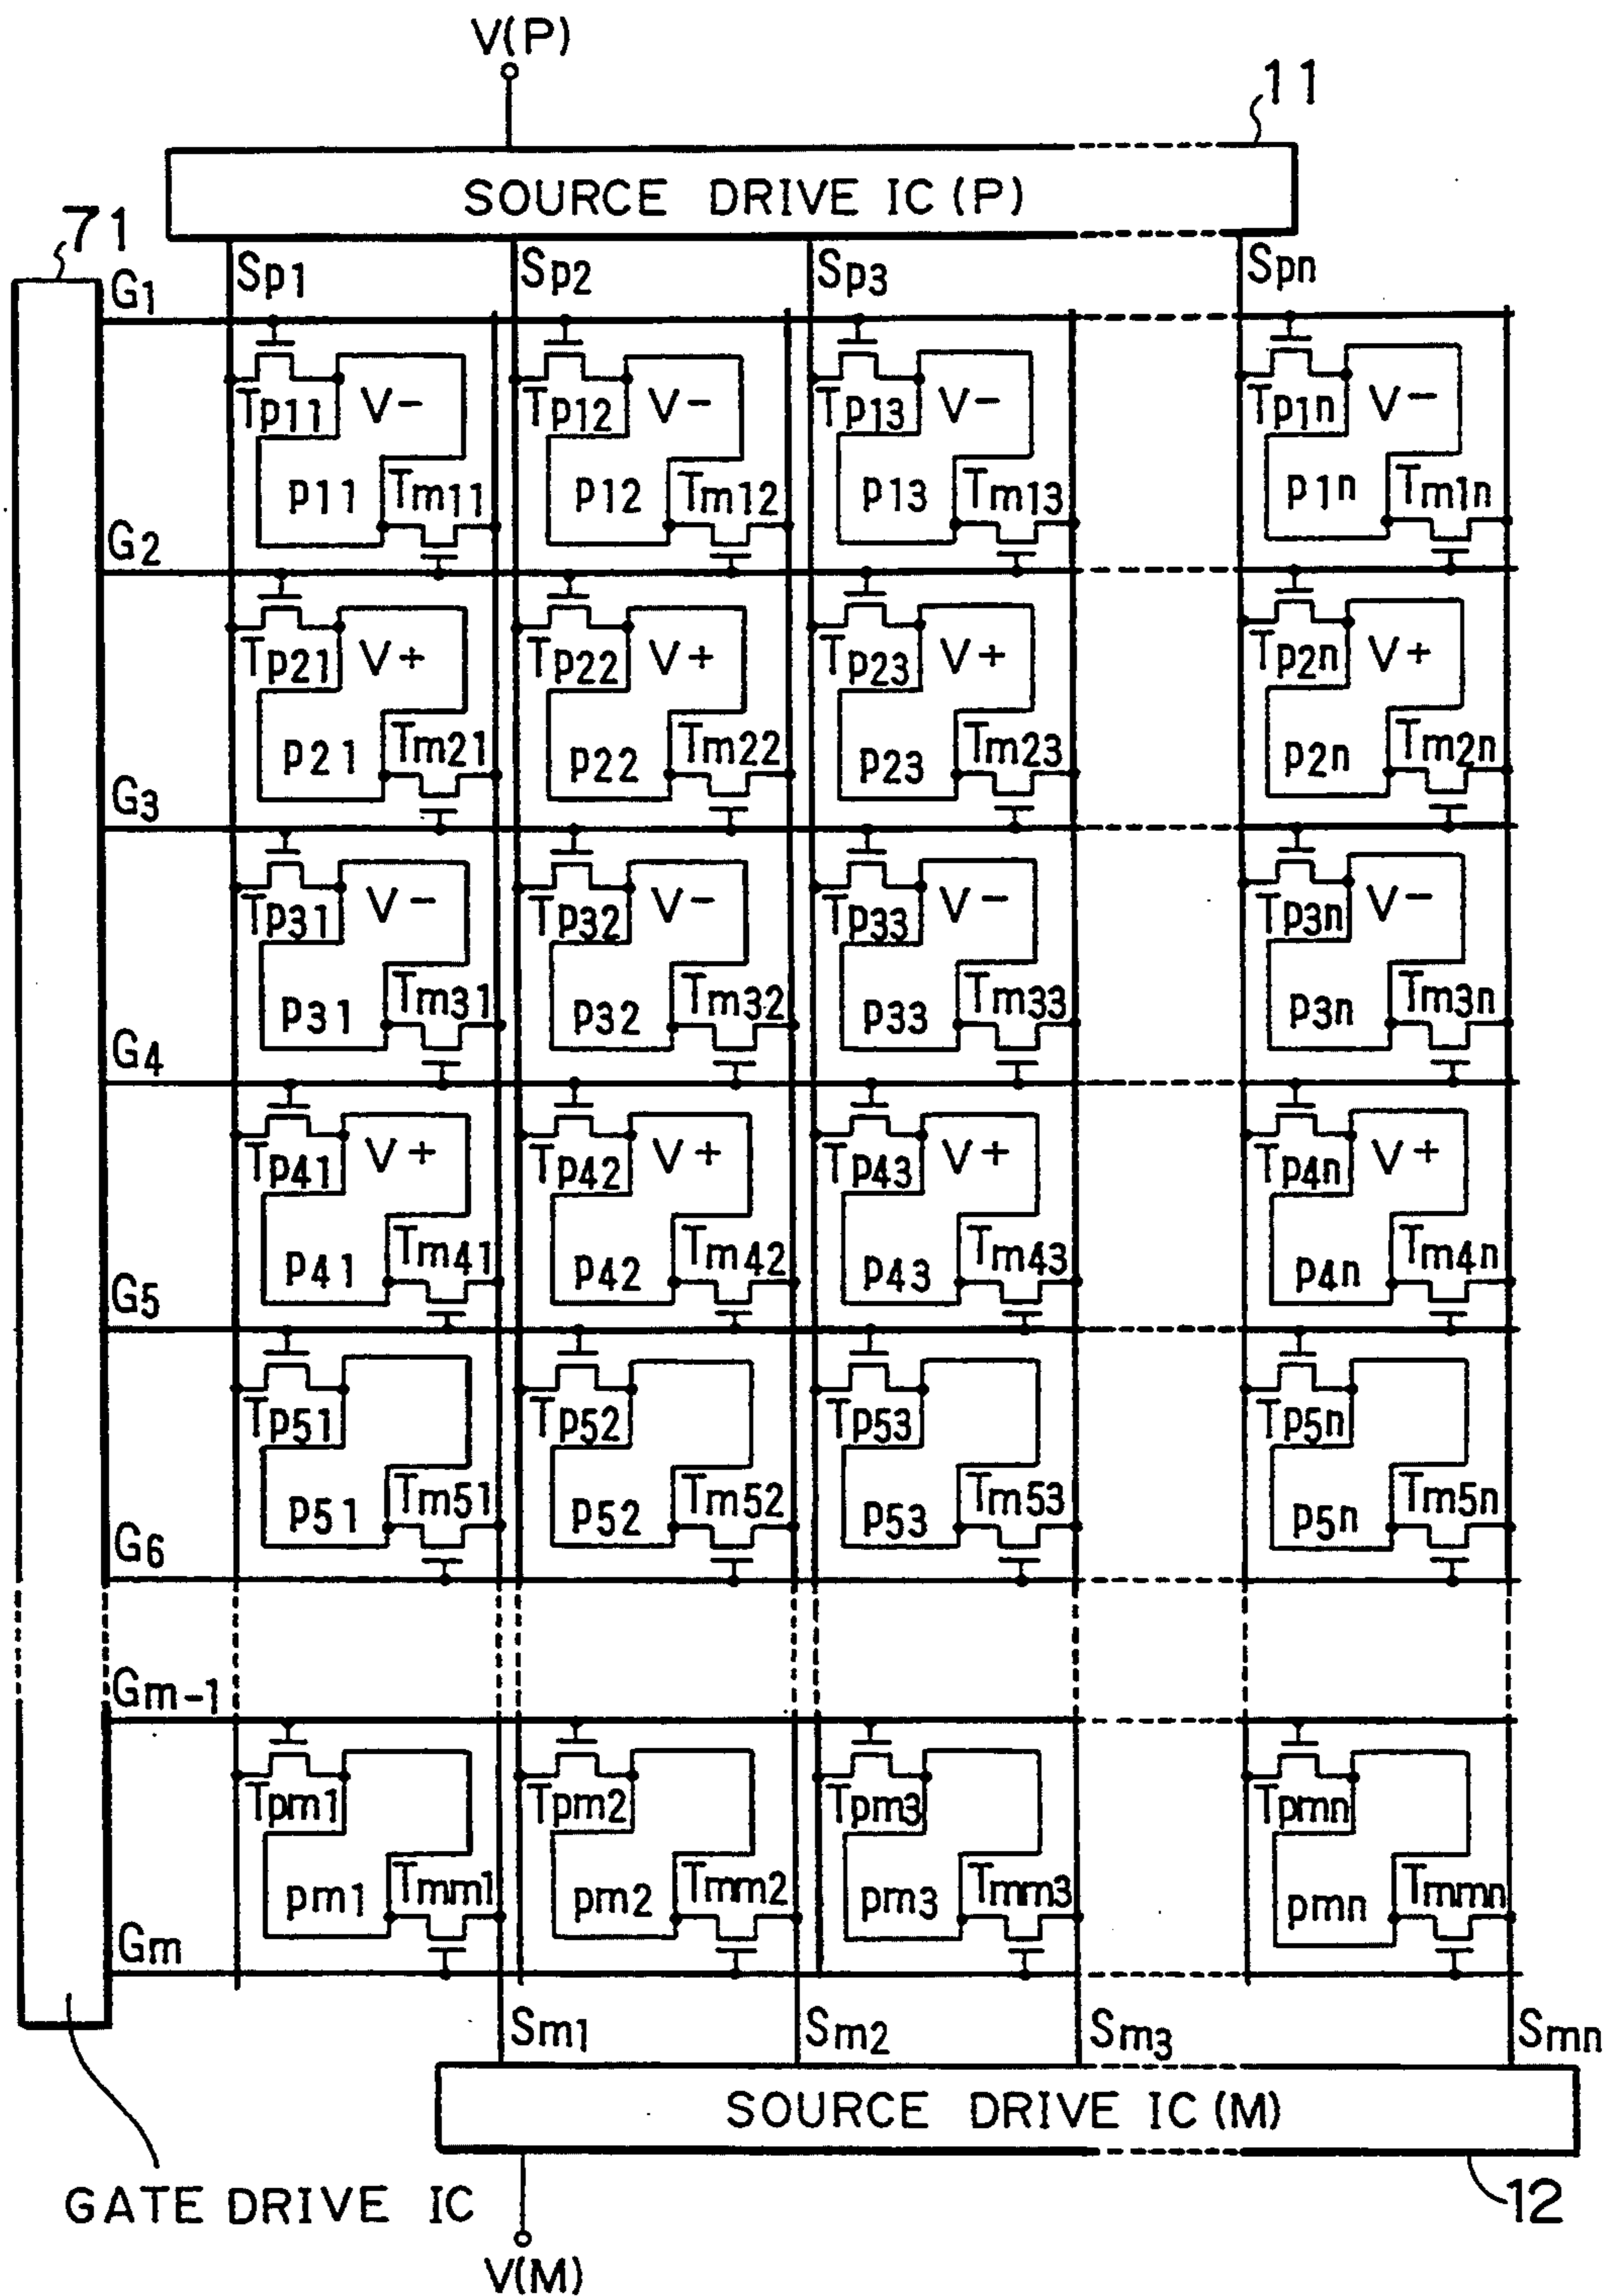 V(P)
11
SOURCE DRIVE IC (P)
71
Sp1 Sp2 Sp3 Spn
G1
Tp11 V- Tp12 V- Tp13 V- Tp1n V-
p11 Tm11 p12 Tm12 p13 Tm13 p1n Tm1n
G2
Tp21 V+ Tp22 V+ Tp23 V+ Tp2n V+
p21 Tm21 p22 Tm22 p23 Tm23 p2n Tm2n
G3
Tp31 V- Tp32 V- Tp33 V- Tp3n V-
p31 Tm31 p32 Tm32 p33 Tm33 p3n Tm3n
G4
Tp41 V+ Tp42 V+ Tp43 V+ Tp4n V+
p41 Tm41 p42 Tm42 p43 Tm43 p4n Tm4n
G5
Tp51 Tp52 Tp53 Tp5n
p51 Tm51 p52 Tm52 p53 Tm53 p5n Tm5n
G6
Gm-1
Tpm1 Tpm2 Tpm3 Tpmn
pm1 Tmm1 pm2 Tmm2 pm3 Tmm3 pmn Tmmn
Gm
Sm1 Sm2 Sm3 Smn
SOURCE DRIVE IC (M)
GATE DRIVE IC
12
V(M)